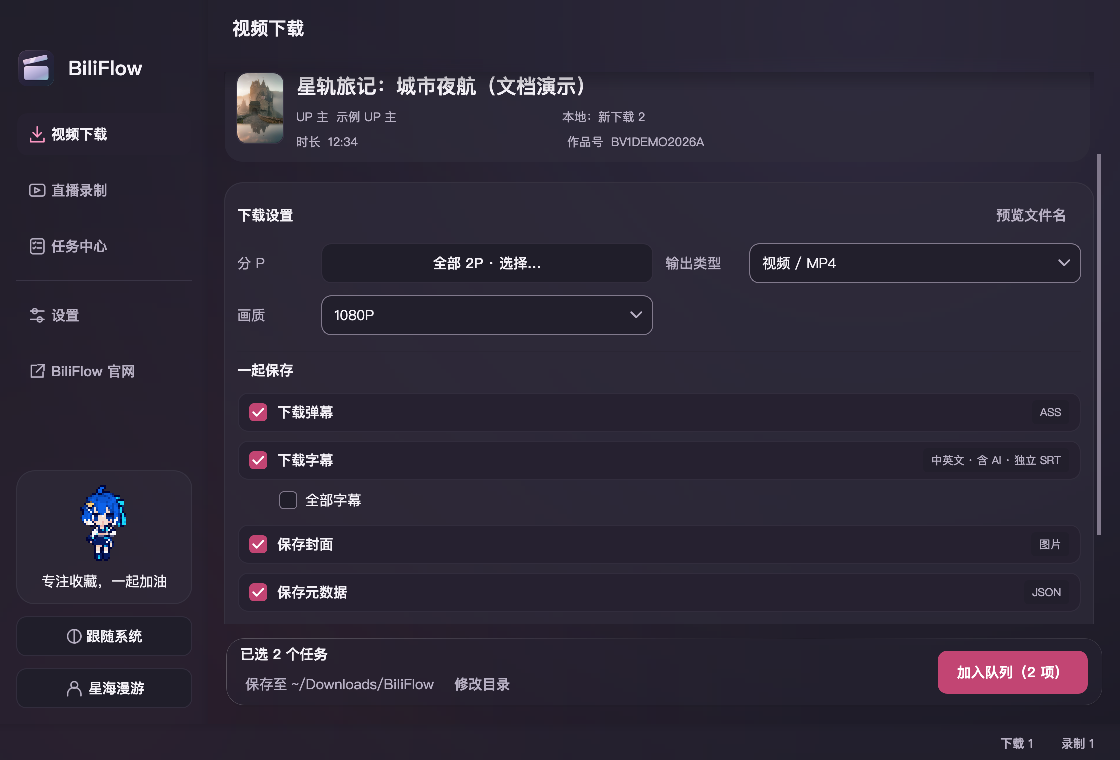 视频下载
BiliFlow
视频下载
直播录制
任务中心
设置
BiliFlow 官网
专注收藏，一起加油
跟随系统
星海漫游
星轨旅记：城市夜航（文档演示）
UP 主 示例 UP 主
本地：新下载 2
时长 12:34
作品号 BV1DEMO2026A
下载设置
预览文件名
分 P
全部 2P · 选择...
输出类型
视频 / MP4
画质
1080P
一起保存
下载弹幕
ASS
下载字幕
中英文 · 含 AI · 独立 SRT
全部字幕
保存封面
图片
保存元数据
JSON
已选 2 个任务
保存至 ~/Downloads/BiliFlow
修改目录
加入队列（2 项）
下载 1
录制 1